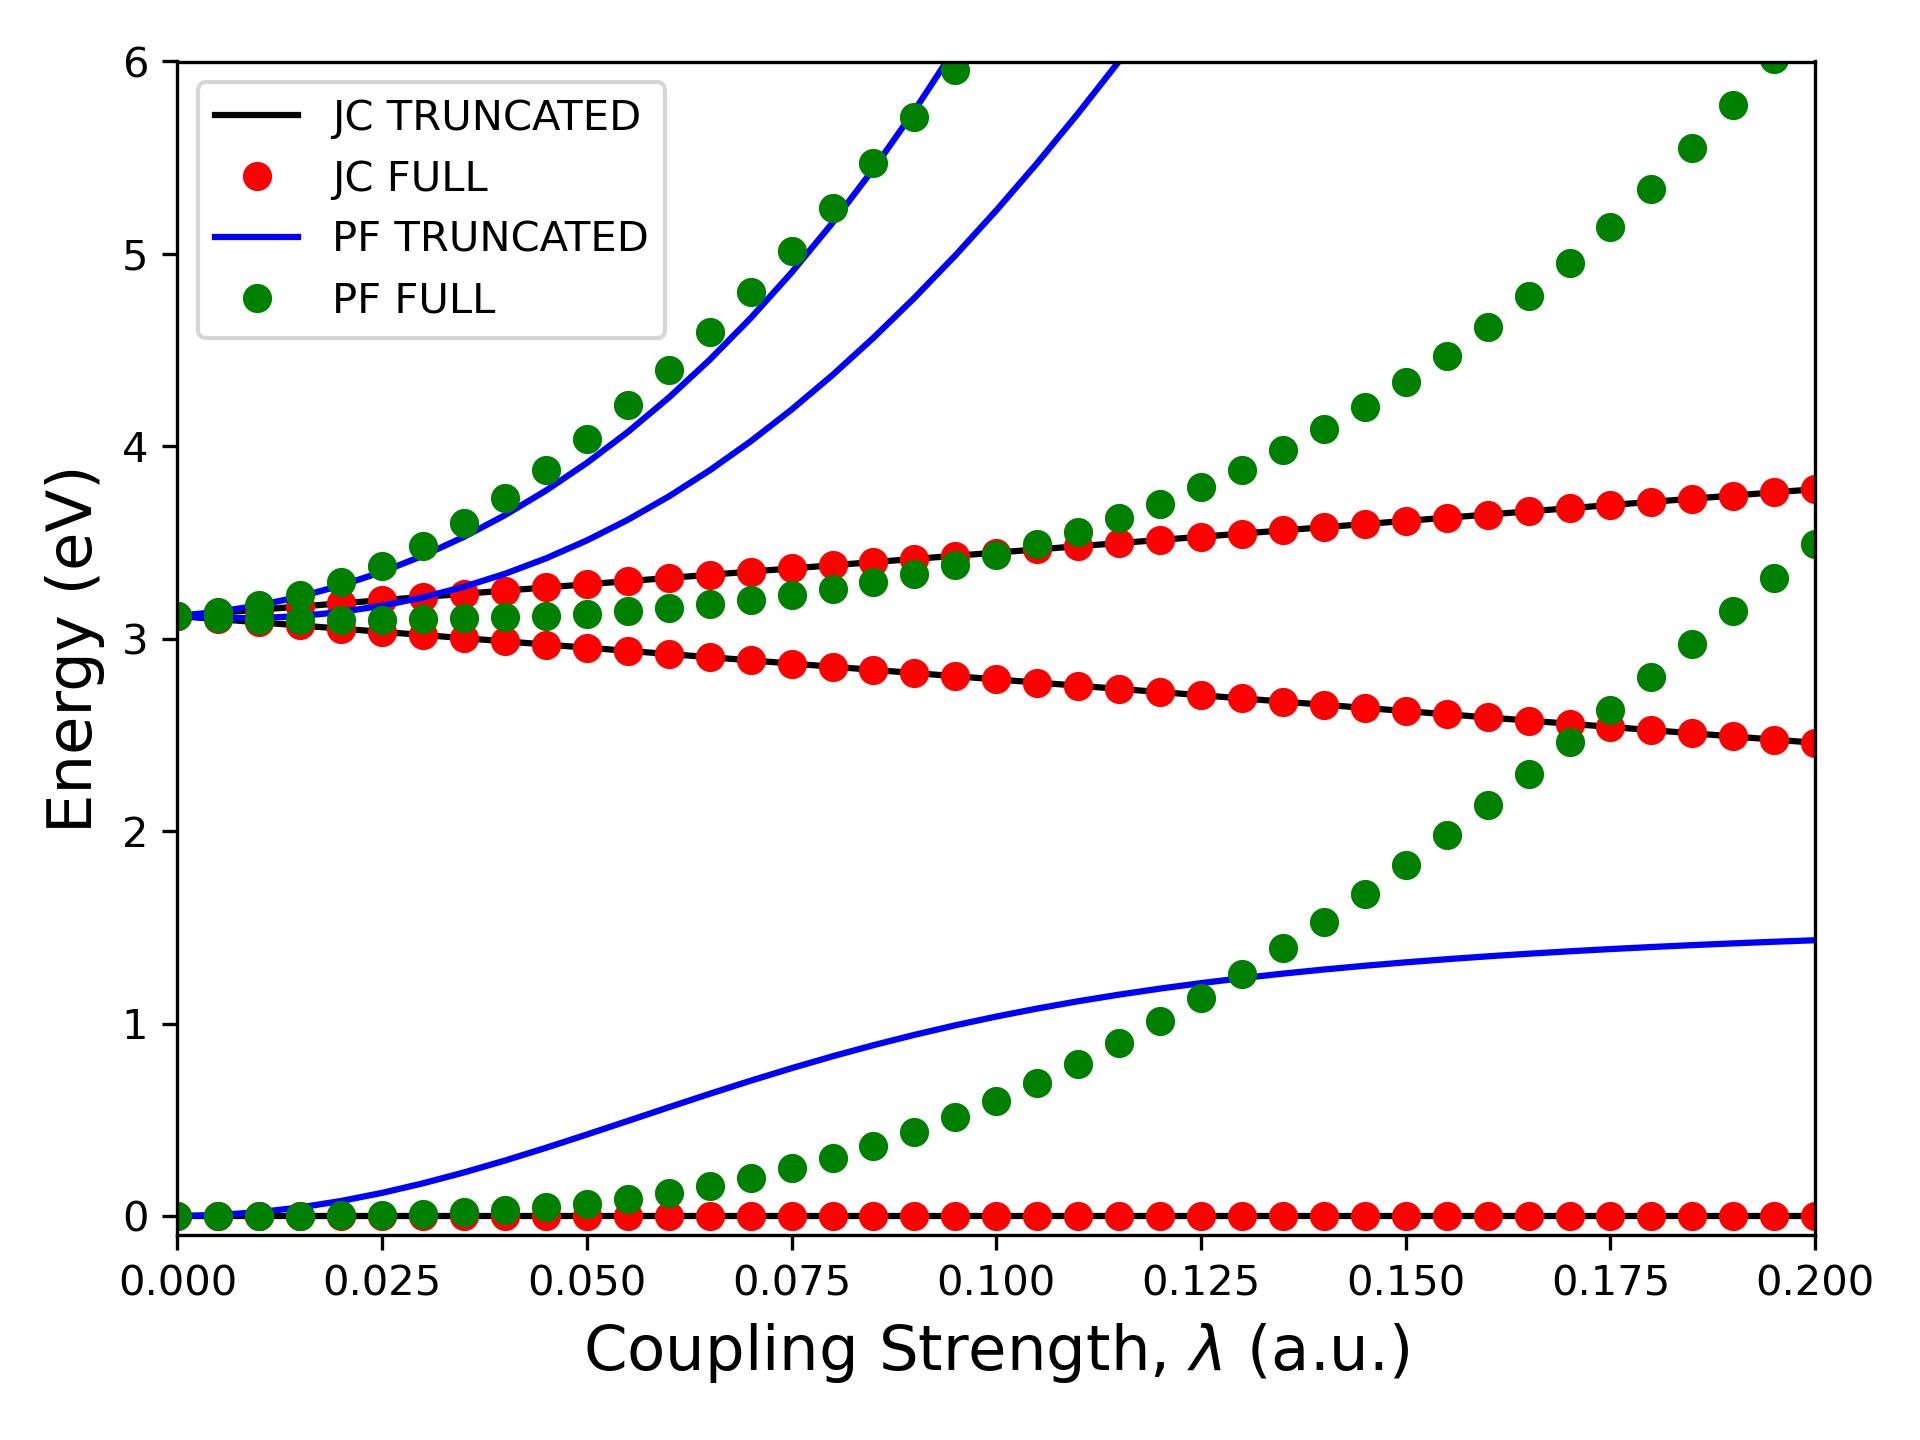 JC TRUNCATED
JC FULL
PF TRUNCATED
PF FULL
6
5
4
3
2
1
0
Energy (eV)
0.000 0.025 0.050 0.075 0.100 0.125 0.150 0.175 0.200
Coupling Strength, λ (a.u.)